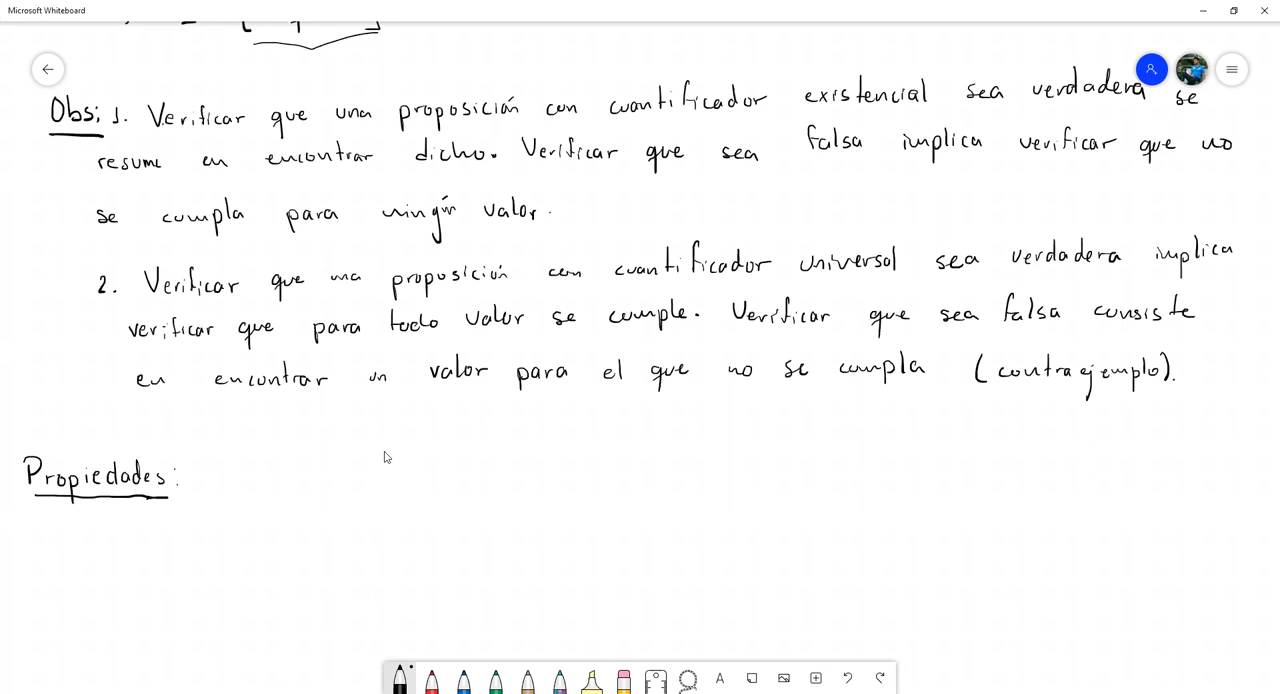 Microsoft Whiteboard
Obs: 1. Verificar que una proposición con cuantificador existencial sea verdadera se
resume en encontrar dicho. Verificar que sea falsa implica verificar que no
se cumpla para ningún valor.
2. Verificar que una proposición con cuantificador universal sea verdadera implica
verificar que para todo valor se cumple. Verificar que sea falsa consiste
en encontrar un valor para el que no se cumpla (contraejemplo).
Propiedades: